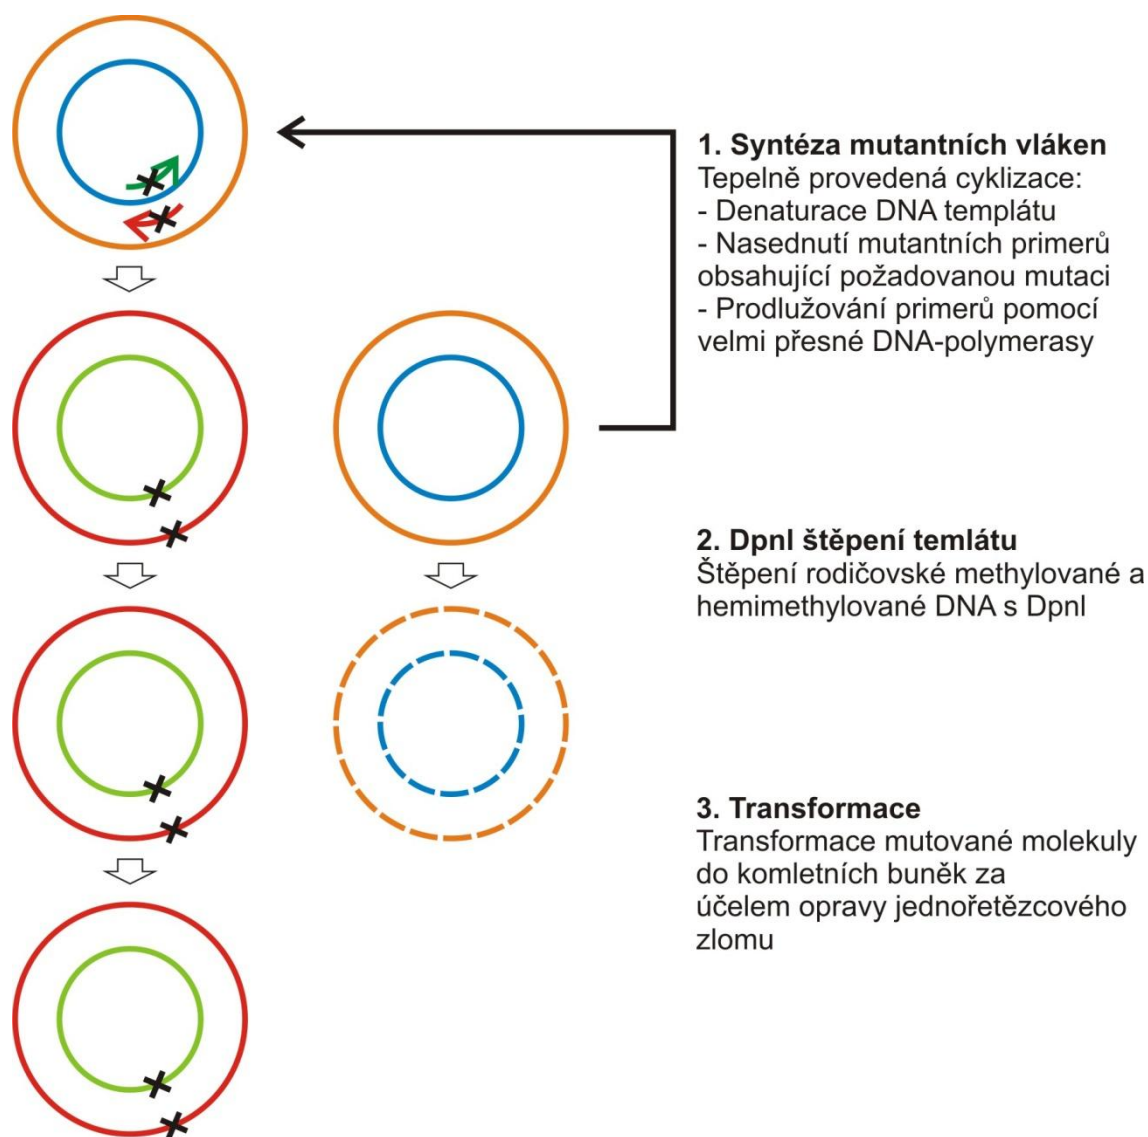 1. Syntéza mutantních vláken
Tepelně provedená cyklizace:
- Denaturace DNA templátu
- Nasednutí mutantních primerů
obsahující požadovanou mutaci
- Prodlužování primerů pomocí
velmi přesné DNA-polymerasy
2. DpnI štěpení temlátu
Štěpení rodičovské methylované a
hemimethylované DNA s DpnI
3. Transformace
Transformace mutované molekuly
do komletních buněk za
účelem opravy jednořetězcového
zlomu